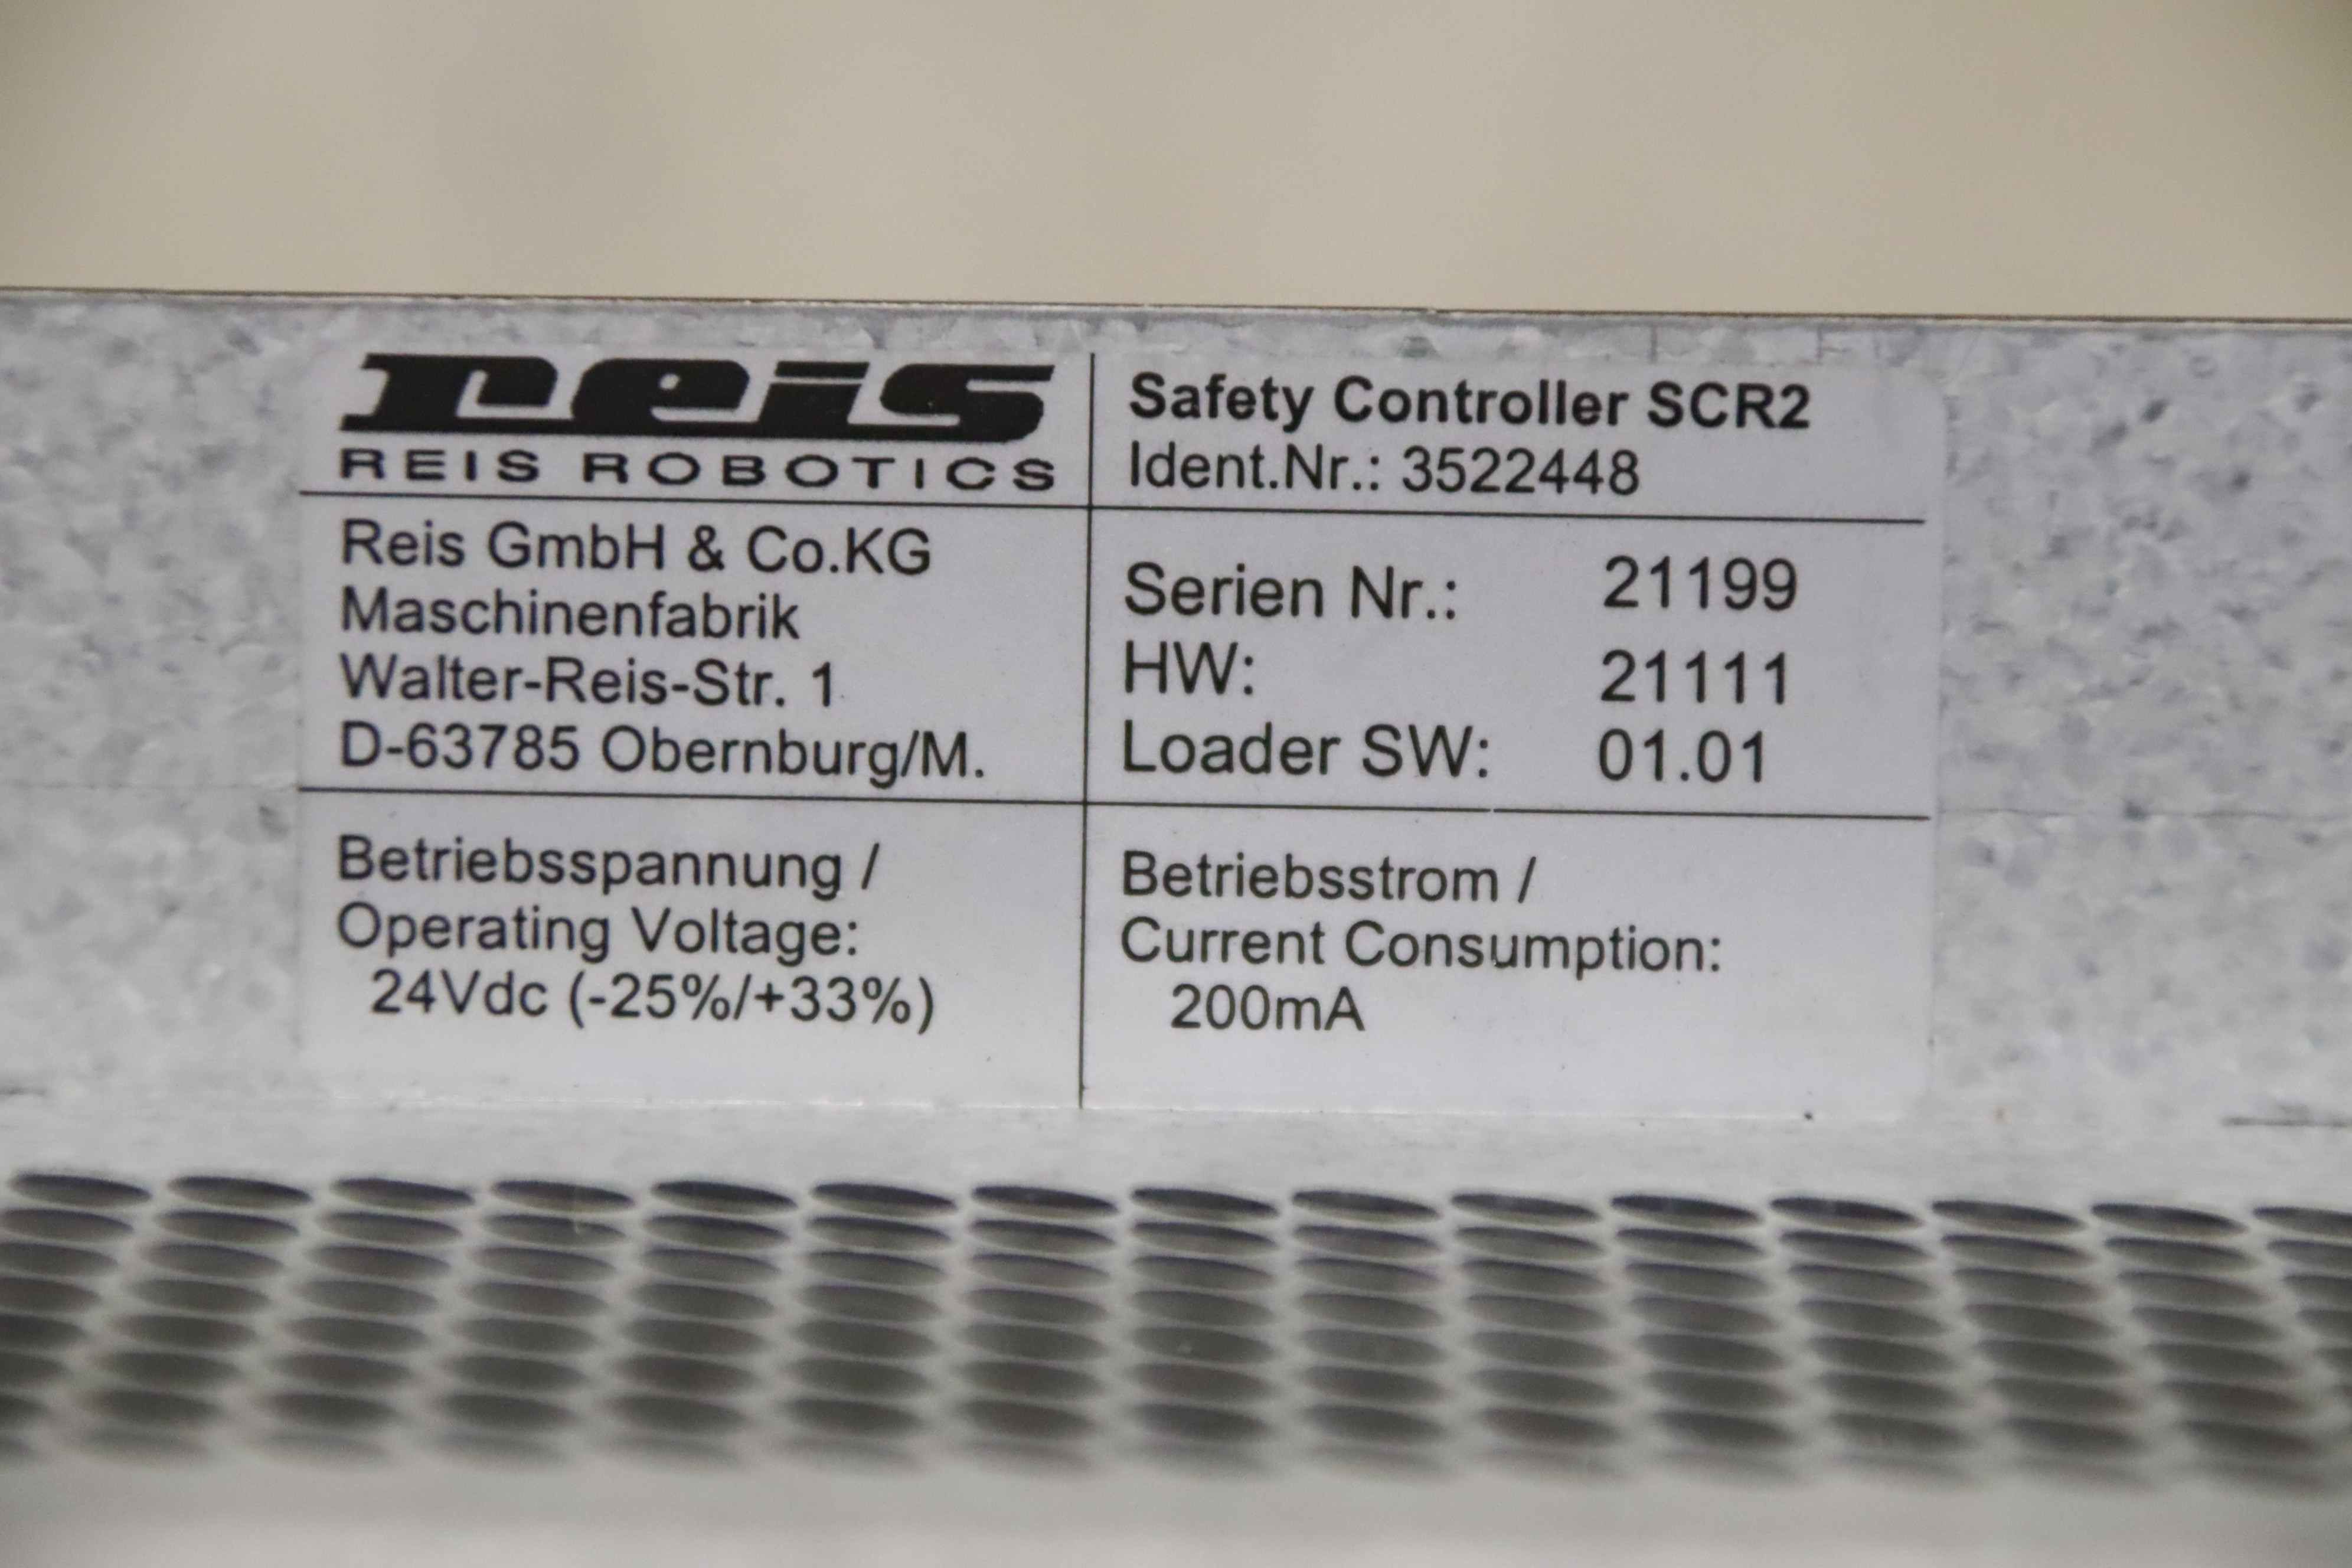 reis
REIS ROBOTICS
Safety Controller SCR2
Ident.Nr.: 3522448
Reis GmbH & Co.KG
Maschinenfabrik
Walter-Reis-Str. 1
D-63785 Obernburg/M.
Serien Nr.: 21199
HW: 21111
Loader SW: 01.01
Betriebsspannung /
Operating Voltage:
24Vdc (-25%/+33%)
Betriebsstrom /
Current Consumption:
200mA